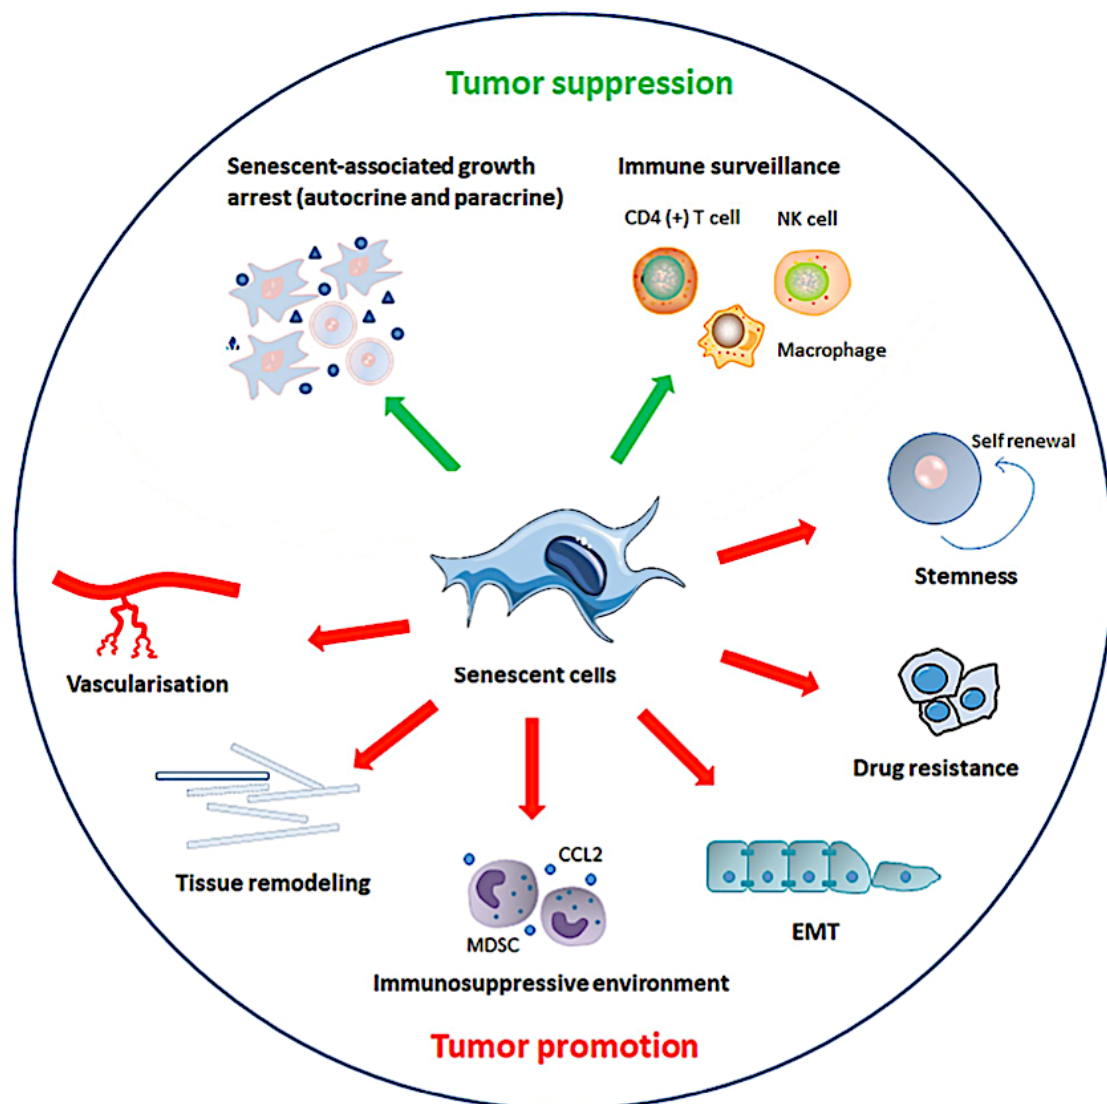 Tumor suppression
Senescent-associated growth
arrest (autocrine and paracrine)
Immune surveillance
CD4 (+) T cell
NK cell
Macrophage
Self renewal
Stemness
Vascularisation
Senescent cells
Drug resistance
Tissue remodeling
CCL2
MDSC
EMT
Immunosuppressive environment
Tumor promotion